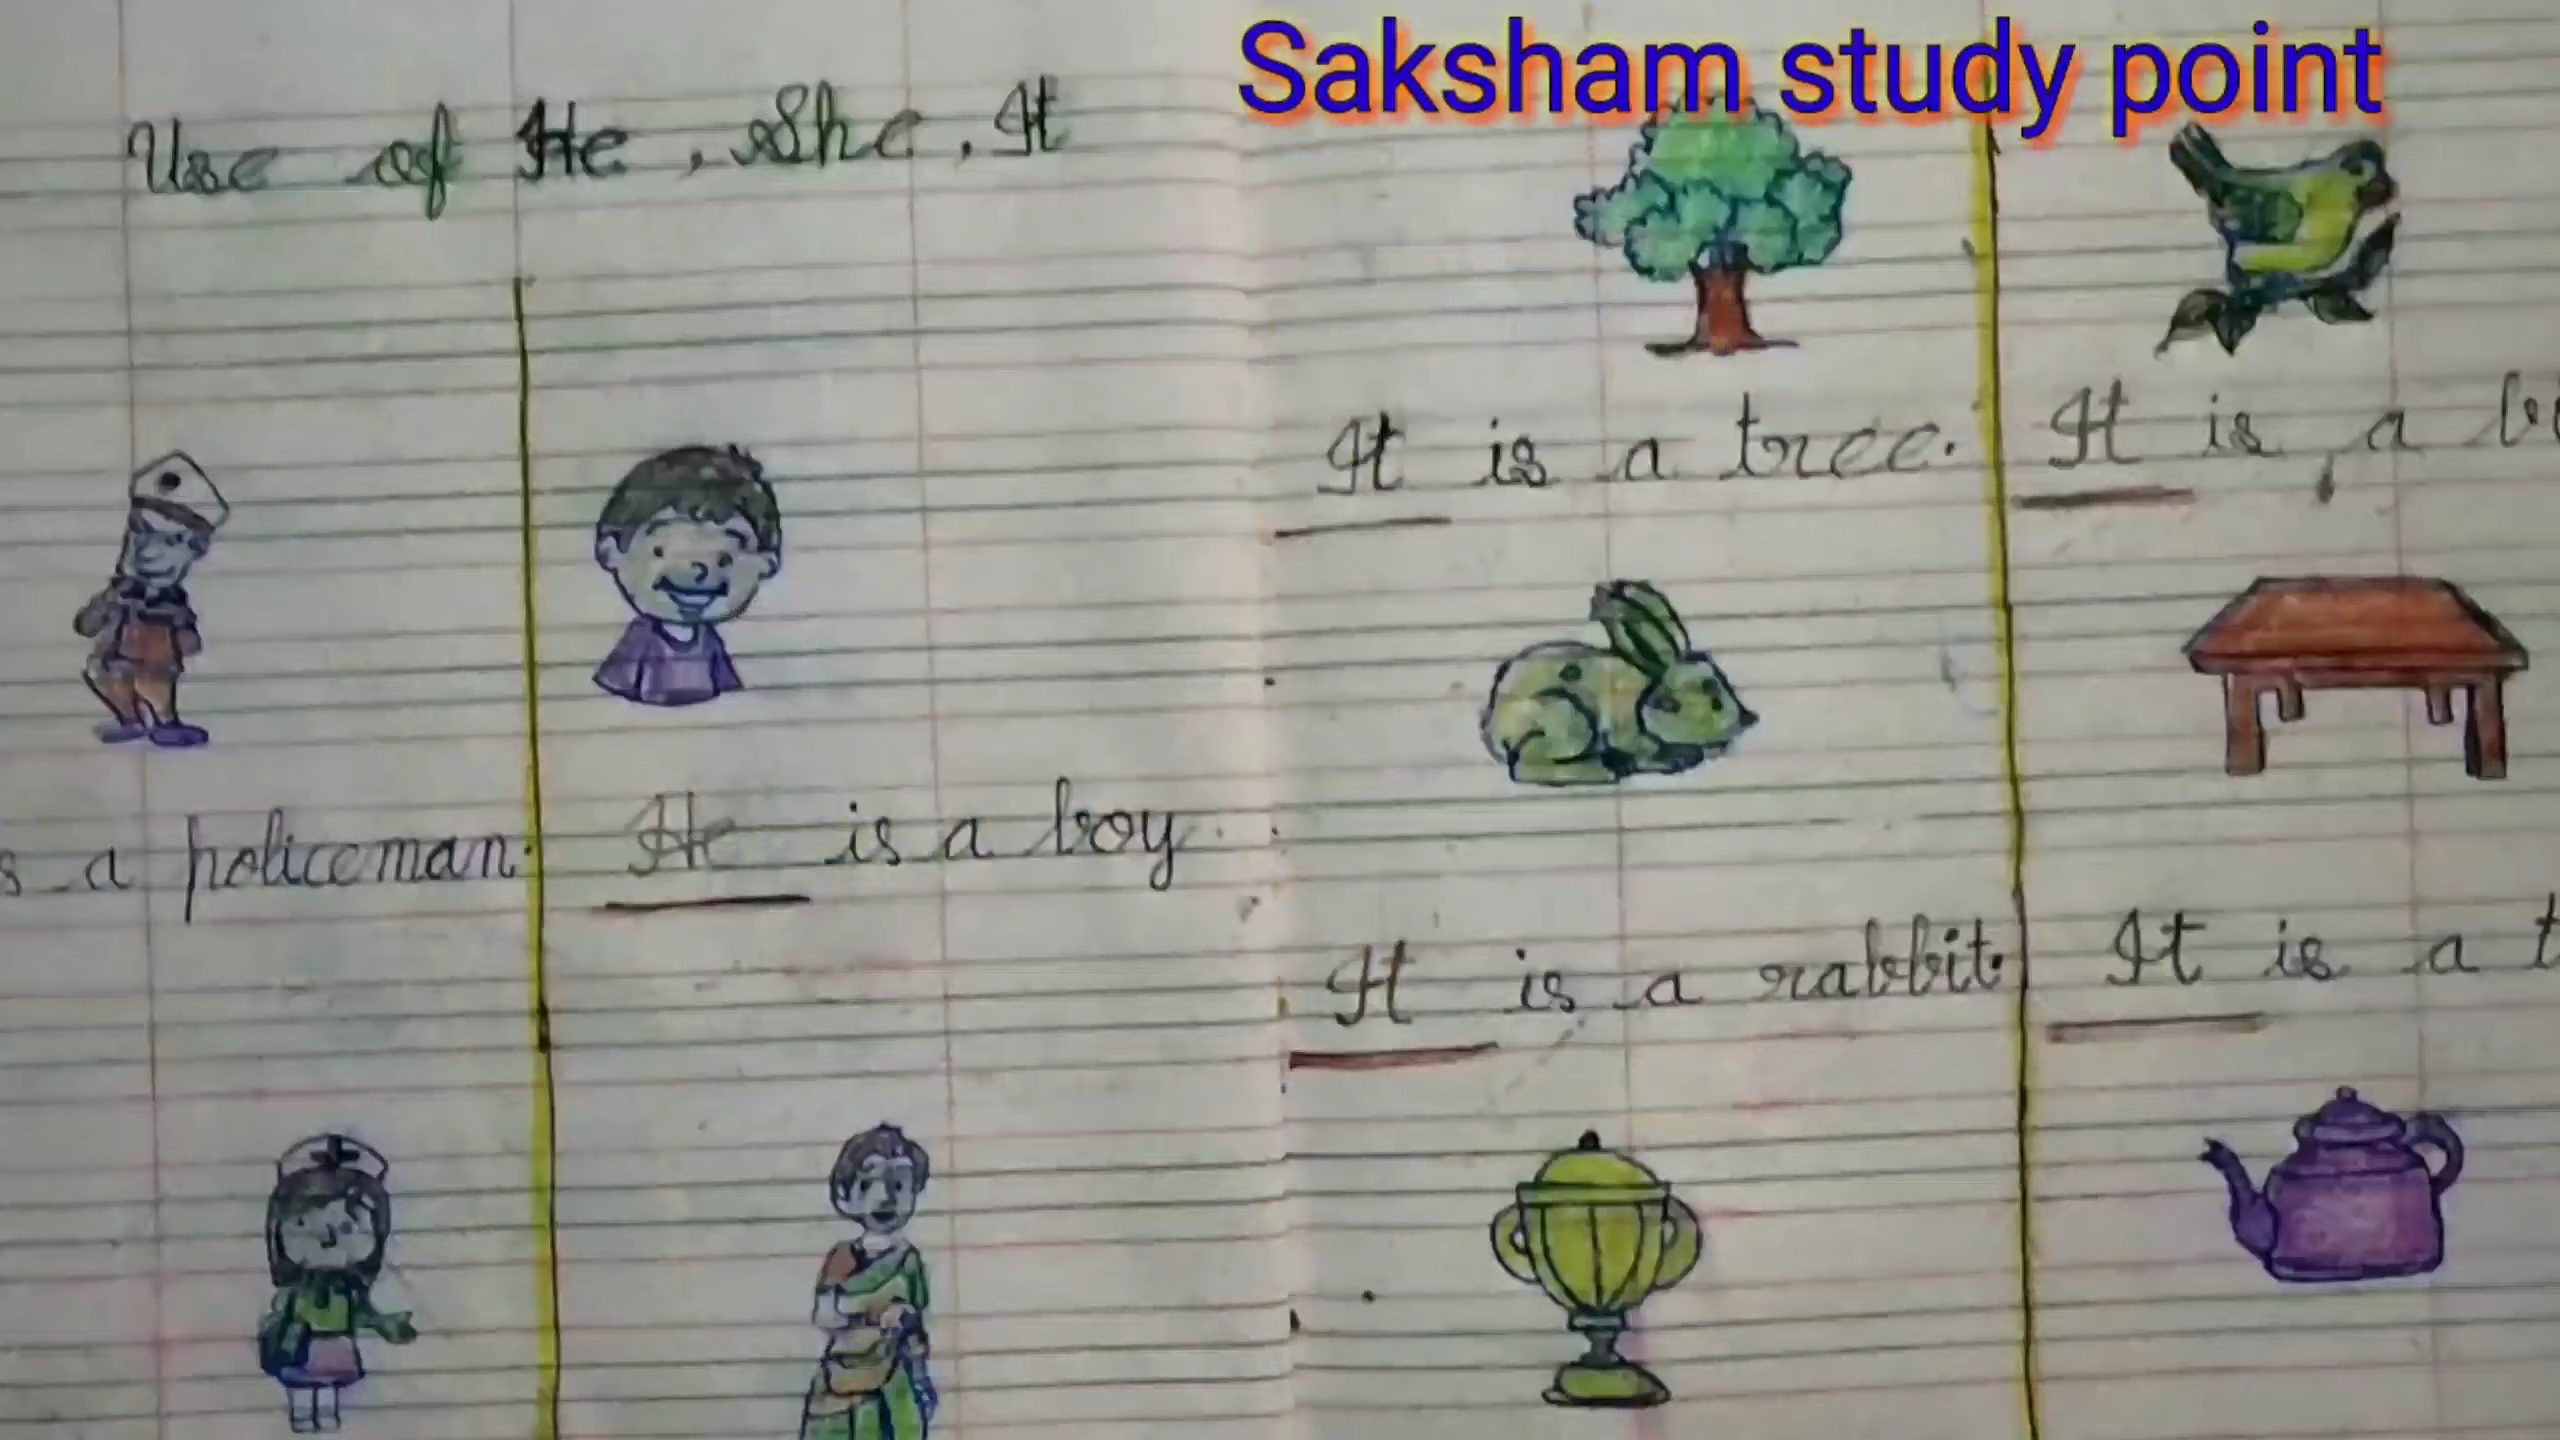 Saksham study point
Use of He, She, It
s a policeman.
He is a boy.
It is a tree.
It is a
It is a rabbit.
It is a